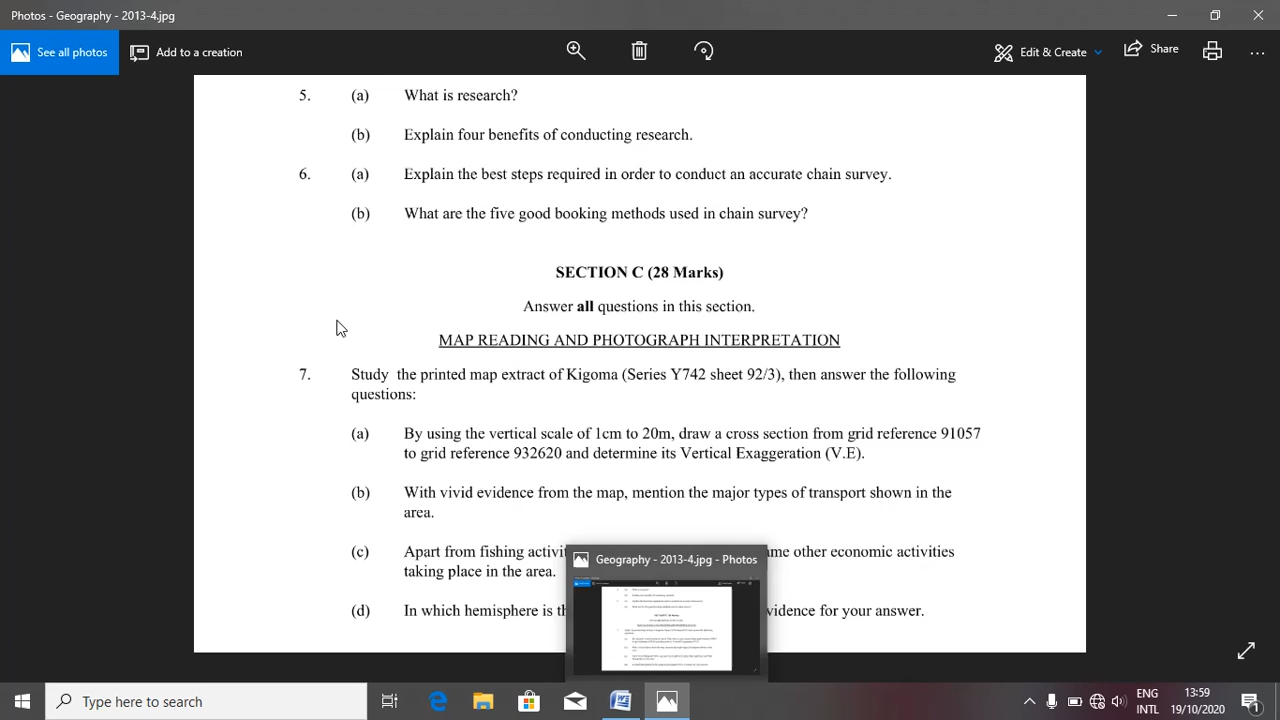 Photos - Geography - 2013-4.jpg
See all photos
Add to a creation
Edit & Create
Share
5. (a) What is research?
(b) Explain four benefits of conducting research.
6. (a) Explain the best steps required in order to conduct an accurate chain survey.
(b) What are the five good booking methods used in chain survey?
SECTION C (28 Marks)
Answer all questions in this section.
MAP READING AND PHOTOGRAPH INTERPRETATION
7. Study the printed map extract of Kigoma (Series Y742 sheet 92/3), then answer the following
questions:
(a) By using the vertical scale of 1cm to 20m, draw a cross section from grid reference 91057
to grid reference 932620 and determine its Vertical Exaggeration (V.E).
(b) With vivid evidence from the map, mention the major types of transport shown in the
area.
(c) Apart from fishing other economic activities
taking place in the area.
Geography - 2013-4.jpg - Photos
(d) In which hemisphere is evidence for your answer.
Type here to search
ENG
INTL
13:59
19/10/2020